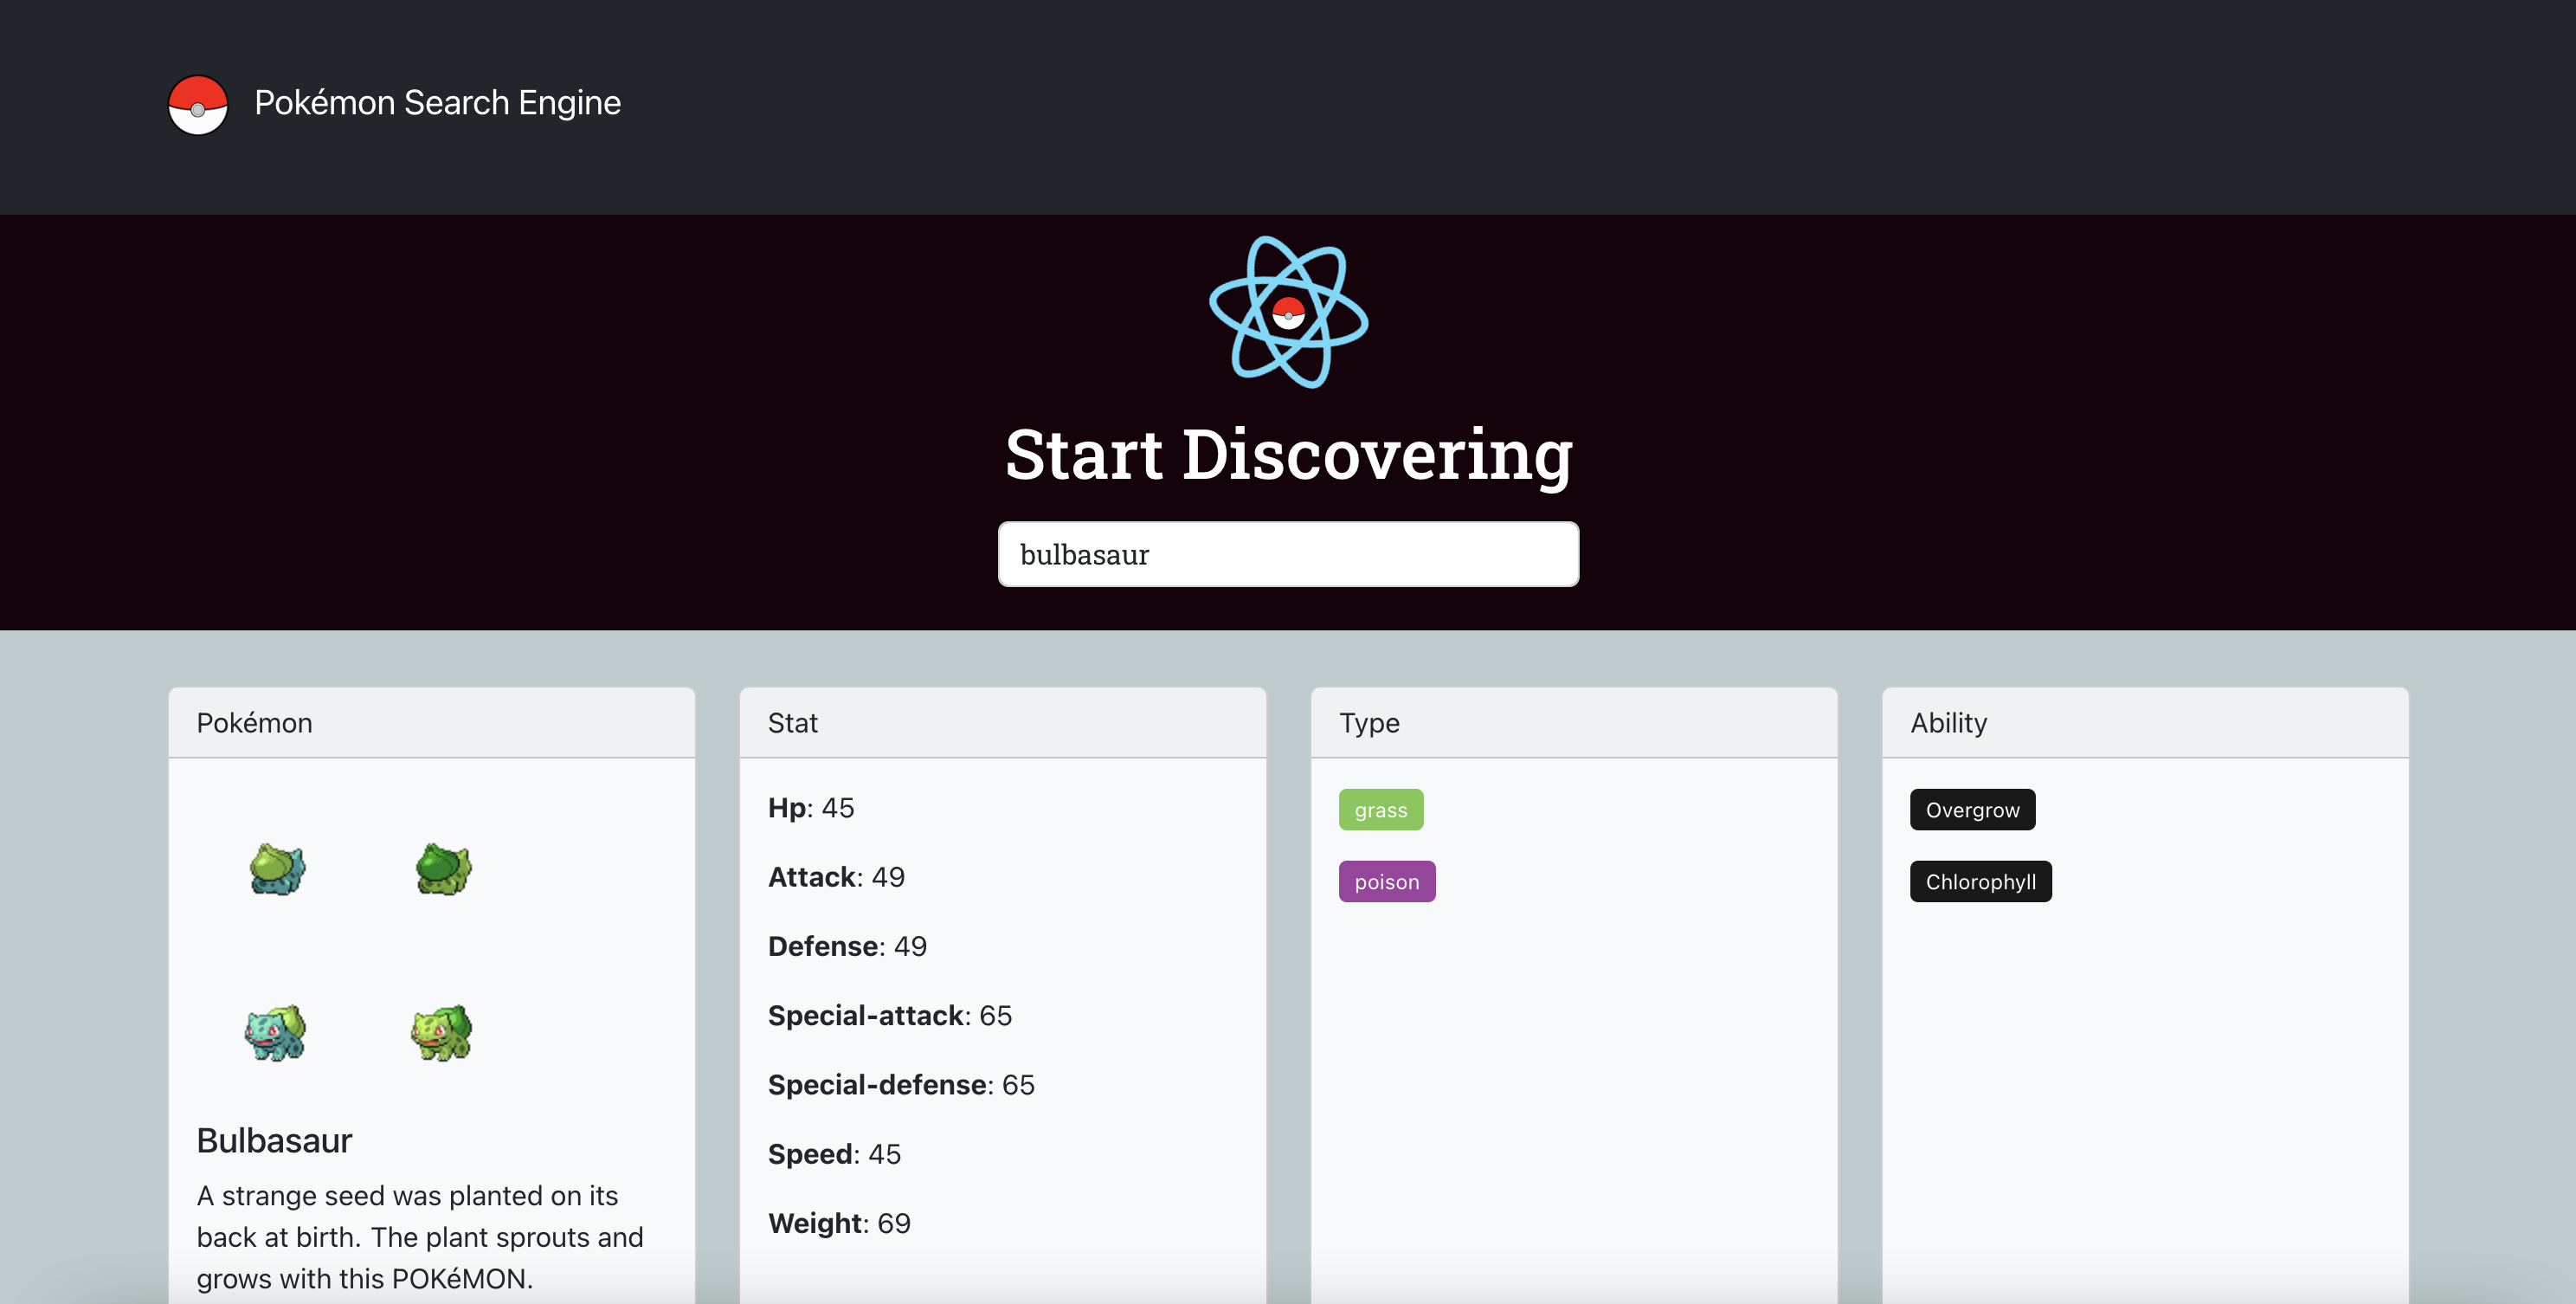 Pokémon Search Engine
Start Discovering
bulbasaur
Pokémon
Bulbasaur
A strange seed was planted on its
back at birth. The plant sprouts and
grows with this POKéMON.
Stat
Hp: 45
Attack: 49
Defense: 49
Special-attack: 65
Special-defense: 65
Speed: 45
Weight: 69
Type
grass
poison
Ability
Overgrow
Chlorophyll